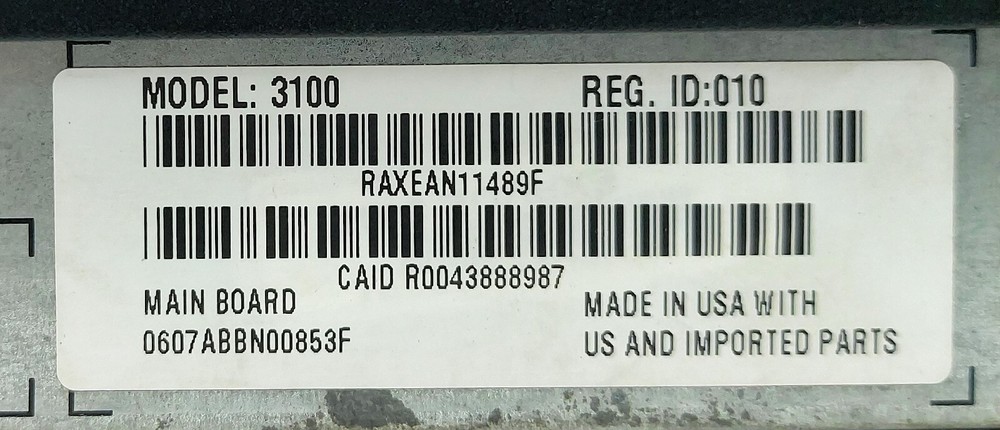 MODEL: 3100 REG. ID:010
RAXEAN11489F
CAID R0043888987
MAIN BOARD
0607ABBN00853F
MADE IN USA WITH
US AND IMPORTED PARTS